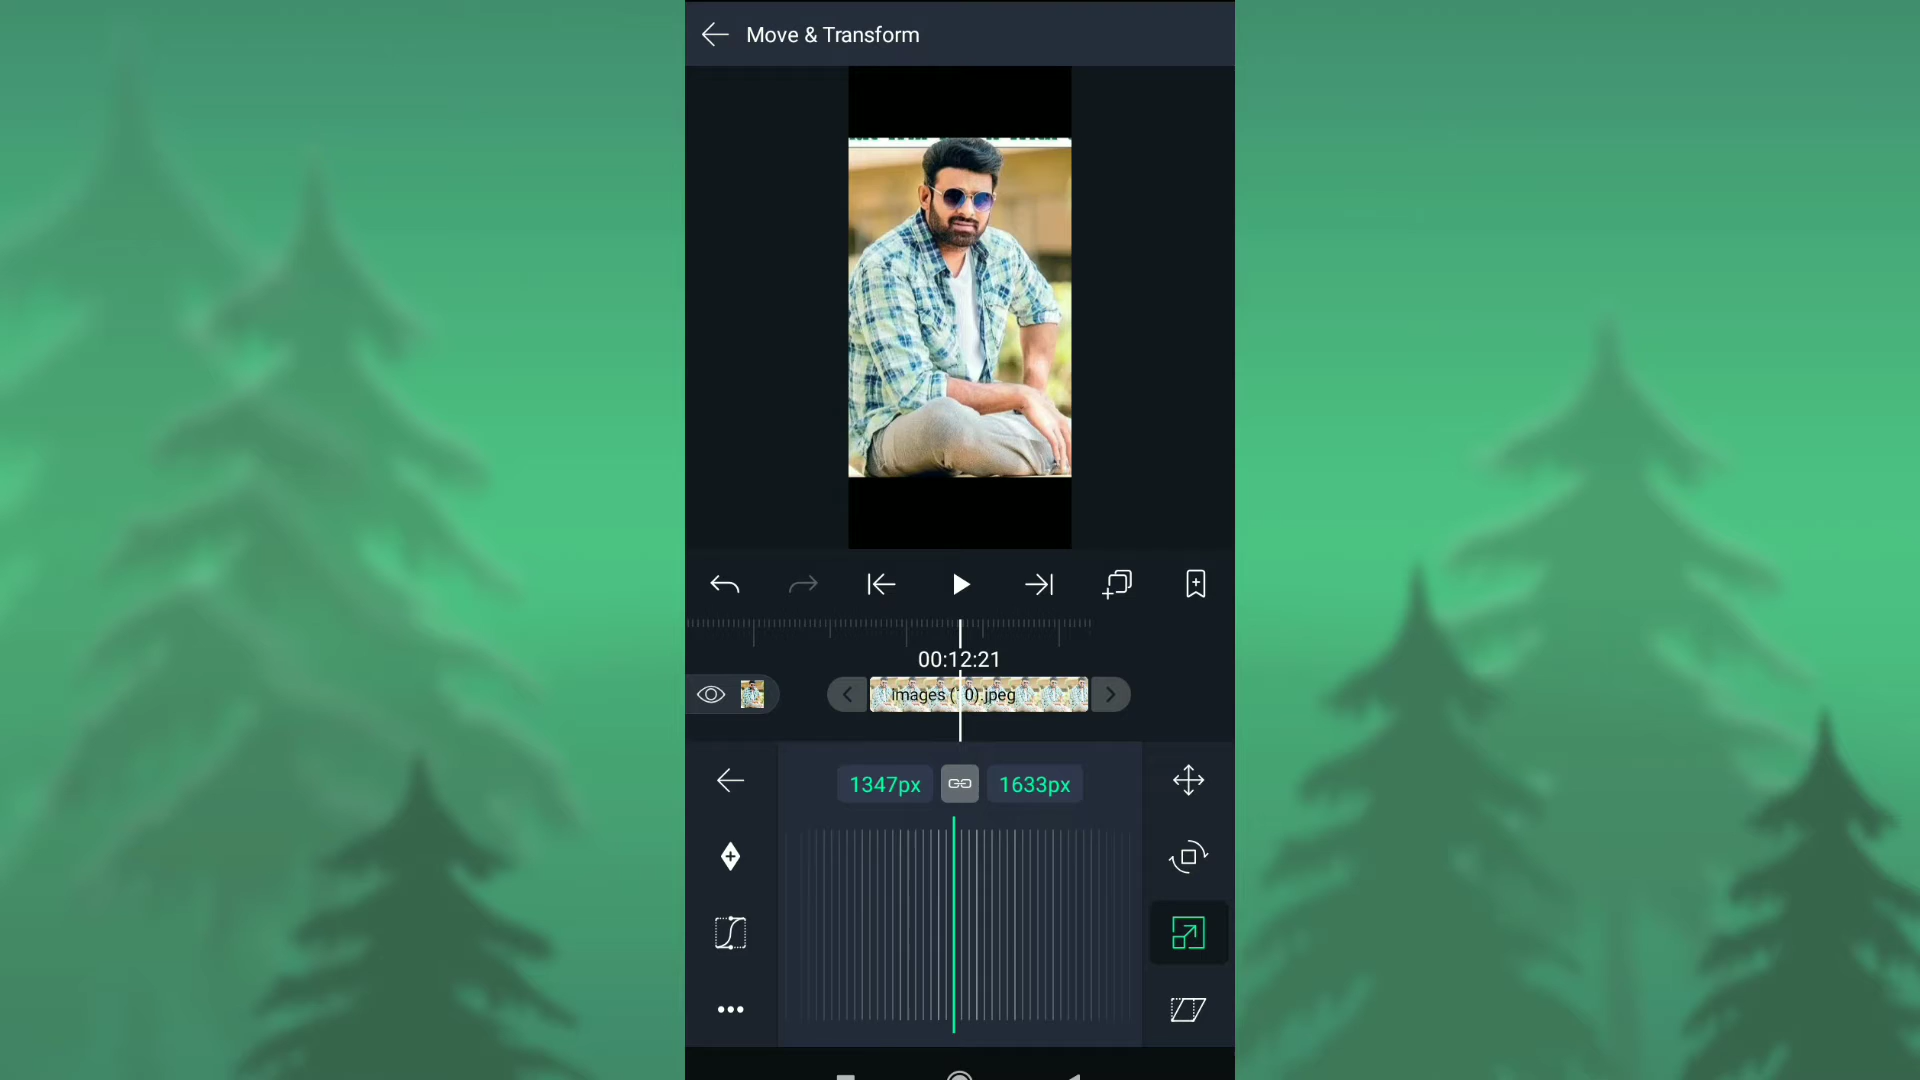 Move & Transform
00:12:21
images (10).jpeg
1347px
1633px